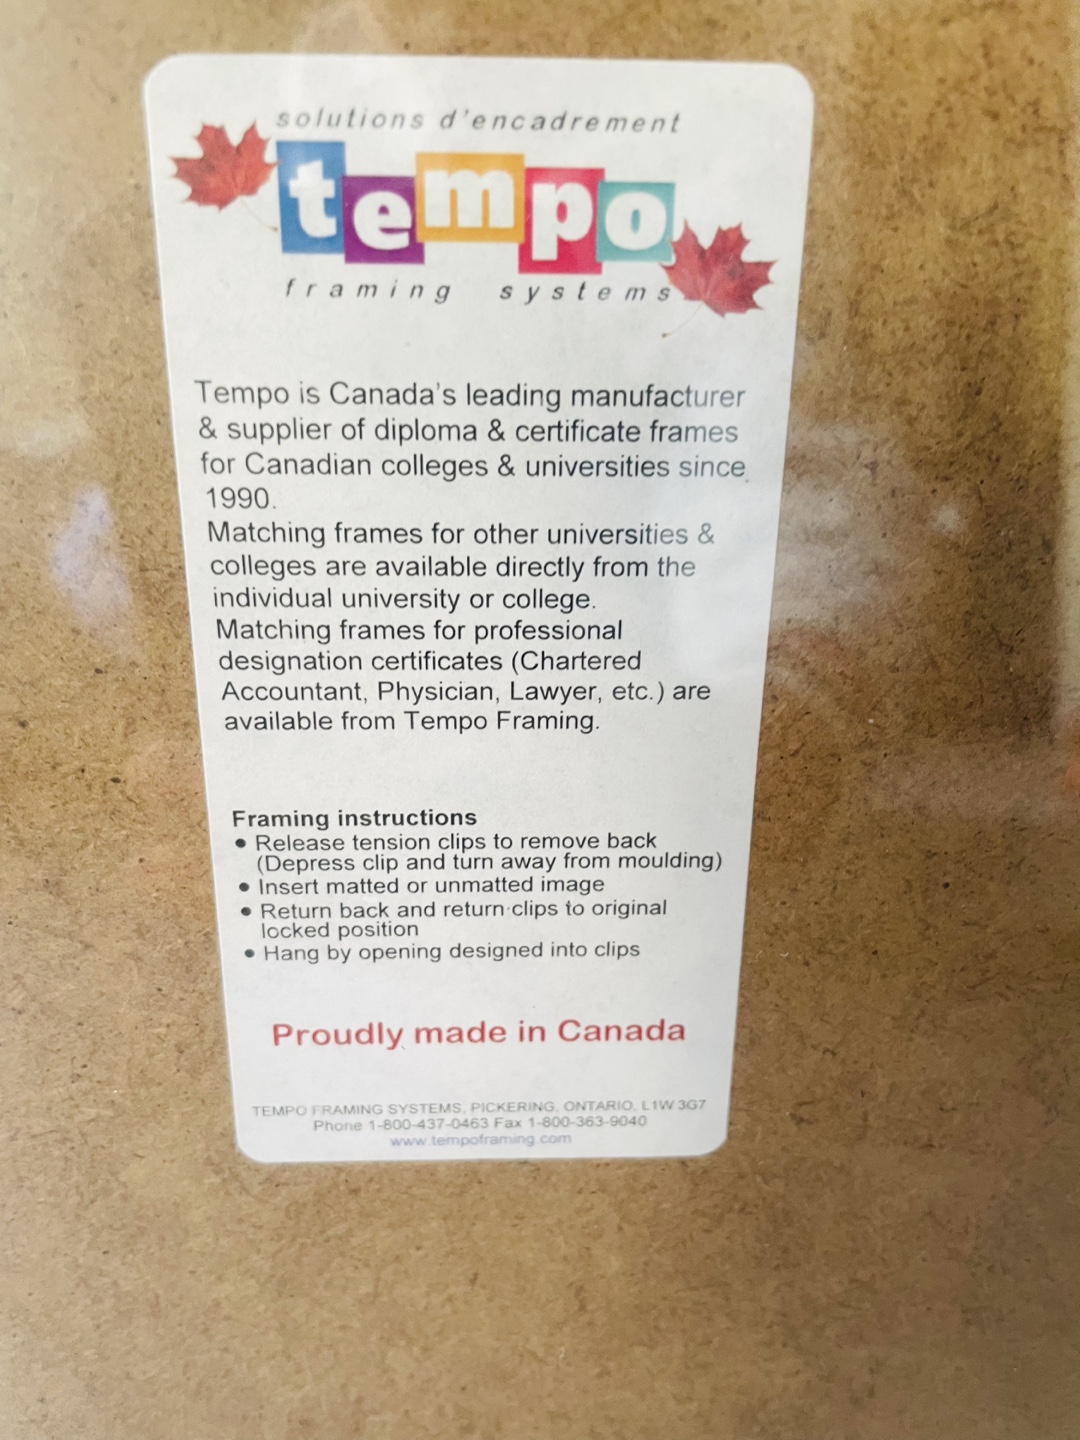 solutions d'encadrement
tempo
framing systems
Tempo is Canada's leading manufacturer
& supplier of diploma & certificate frames
for Canadian colleges & universities since
1990.
Matching frames for other universities &
colleges are available directly from the
individual university or college.
Matching frames for professional
designation certificates (Chartered
Accountant, Physician, Lawyer, etc.) are
available from Tempo Framing.
Framing instructions
• Release tension clips to remove back
(Depress clip and turn away from moulding)
• Insert matted or unmatted image
• Return back and return clips to original
locked position
• Hang by opening designed into clips
Proudly made in Canada
TEMPO FRAMING SYSTEMS, PICKERING, ONTARIO, L1W 3G7
Phone 1-800-437-0463 Fax 1-800-363-9040
www.tempoframing.com